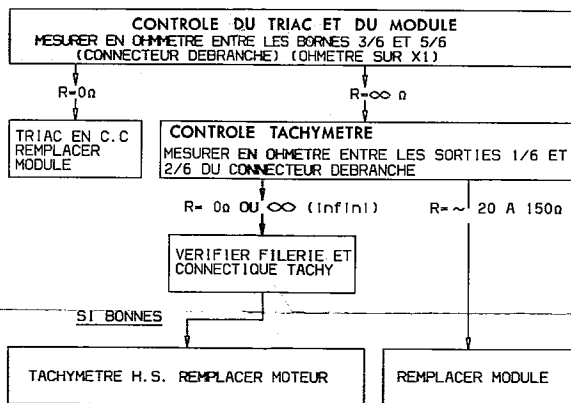 CONTROLE DU TRIAC ET DU MODULE
MESURER EN OHMMETRE ENTRE LES BORNES 3/6 ET 5/6
(CONNECTEUR DEBRANCHE) (OHMETRE SUR X1)
R=0Ω
R=∞ Ω
TRIAC EN C.C
REMPLACER
MODULE
CONTROLE TACHYMETRE
MESURER EN OHMETRE ENTRE LES SORTIES 1/6 ET
2/6 DU CONNECTEUR DEBRANCHE
R= 0Ω OU ∞ (infini)
R=~ 20 A 150Ω
VERIFIER FILERIE ET
CONNECTIQUE TACHY
SI BONNES
TACHYMETRE H.S. REMPLACER MOTEUR
REMPLACER MODULE